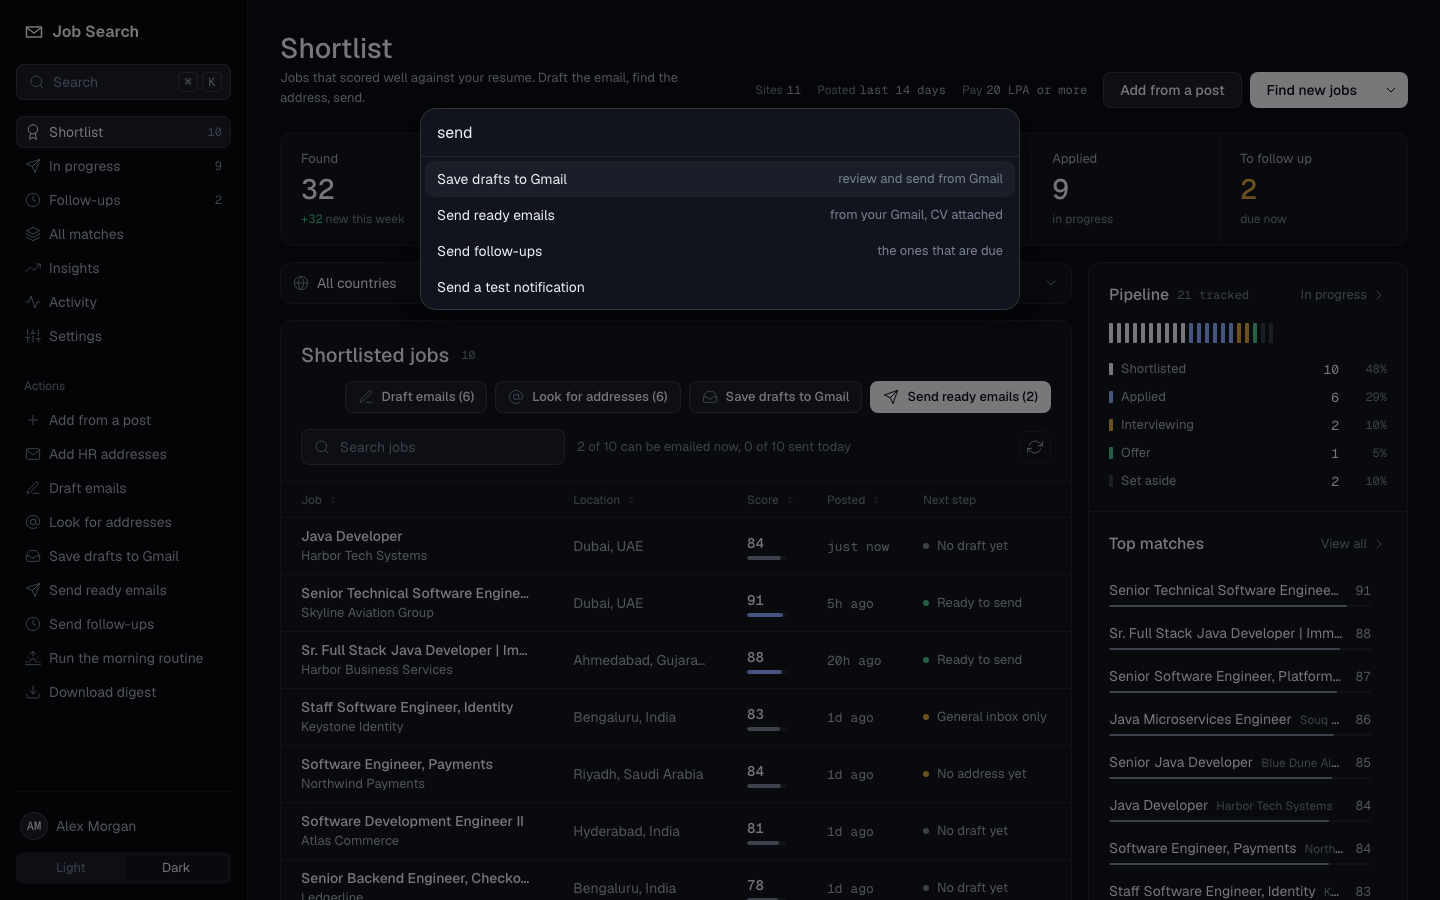 Job Search
Search ⌘ K
Shortlist 10
In progress 9
Follow-ups 2
All matches
Insights
Activity
Settings
Actions
Add from a post
Add HR addresses
Draft emails
Look for addresses
Save drafts to Gmail
Send ready emails
Send follow-ups
Run the morning routine
Download digest
AM Alex Morgan
Light Dark
Shortlist
Jobs that scored well against your resume. Draft the email, find the
address, send.
Sites 11 Posted last 14 days Pay 20 LPA or more
Add from a post
Find new jobs
send
Save drafts to Gmail review and send from Gmail
Send ready emails from your Gmail, CV attached
Send follow-ups the ones that are due
Send a test notification
Found
32
+32 new this week
Applied
9
in progress
To follow up
2
due now
All countries
Shortlisted jobs 10
Draft emails (6)
Look for addresses (6)
Save drafts to Gmail
Send ready emails (2)
Search jobs
2 of 10 can be emailed now, 0 of 10 sent today
Job Location Score Posted Next step
Java Developer
Harbor Tech Systems
Dubai, UAE 84 just now No draft yet
Senior Technical Software Engine...
Skyline Aviation Group
Dubai, UAE 91 5h ago Ready to send
Sr. Full Stack Java Developer | Im...
Harbor Business Services
Ahmedabad, Gujara... 88 20h ago Ready to send
Staff Software Engineer, Identity
Keystone Identity
Bengaluru, India 83 1d ago General inbox only
Software Engineer, Payments
Northwind Payments
Riyadh, Saudi Arabia 84 1d ago No address yet
Software Development Engineer II
Atlas Commerce
Hyderabad, India 81 1d ago No draft yet
Senior Backend Engineer, Checko...
Ledgerline
Bengaluru, India 78 1d ago No draft yet
Pipeline 21 tracked In progress
Shortlisted 10 48%
Applied 6 29%
Interviewing 2 10%
Offer 1 5%
Set aside 2 10%
Top matches View all
Senior Technical Software Enginee... 91
Sr. Full Stack Java Developer | Imm... 88
Senior Software Engineer, Platform... 87
Java Microservices Engineer Souq ... 86
Senior Java Developer Blue Dune Ai... 85
Java Developer Harbor Tech Systems 84
Software Engineer, Payments North... 84
Staff Software Engineer, Identity K... 83